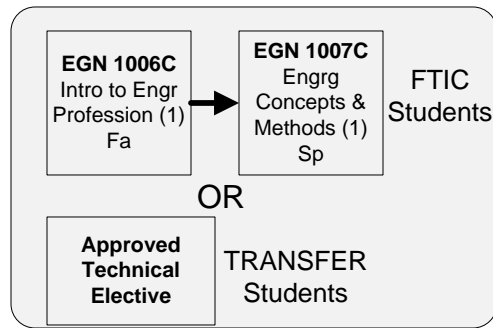 EGN 1006C
Intro to Engr
Profession (1)
Fa
EGN 1007C
Engrg
Concepts &
Methods (1)
Sp
FTIC
Students
OR
Approved
Technical
Elective
TRANSFER
Students